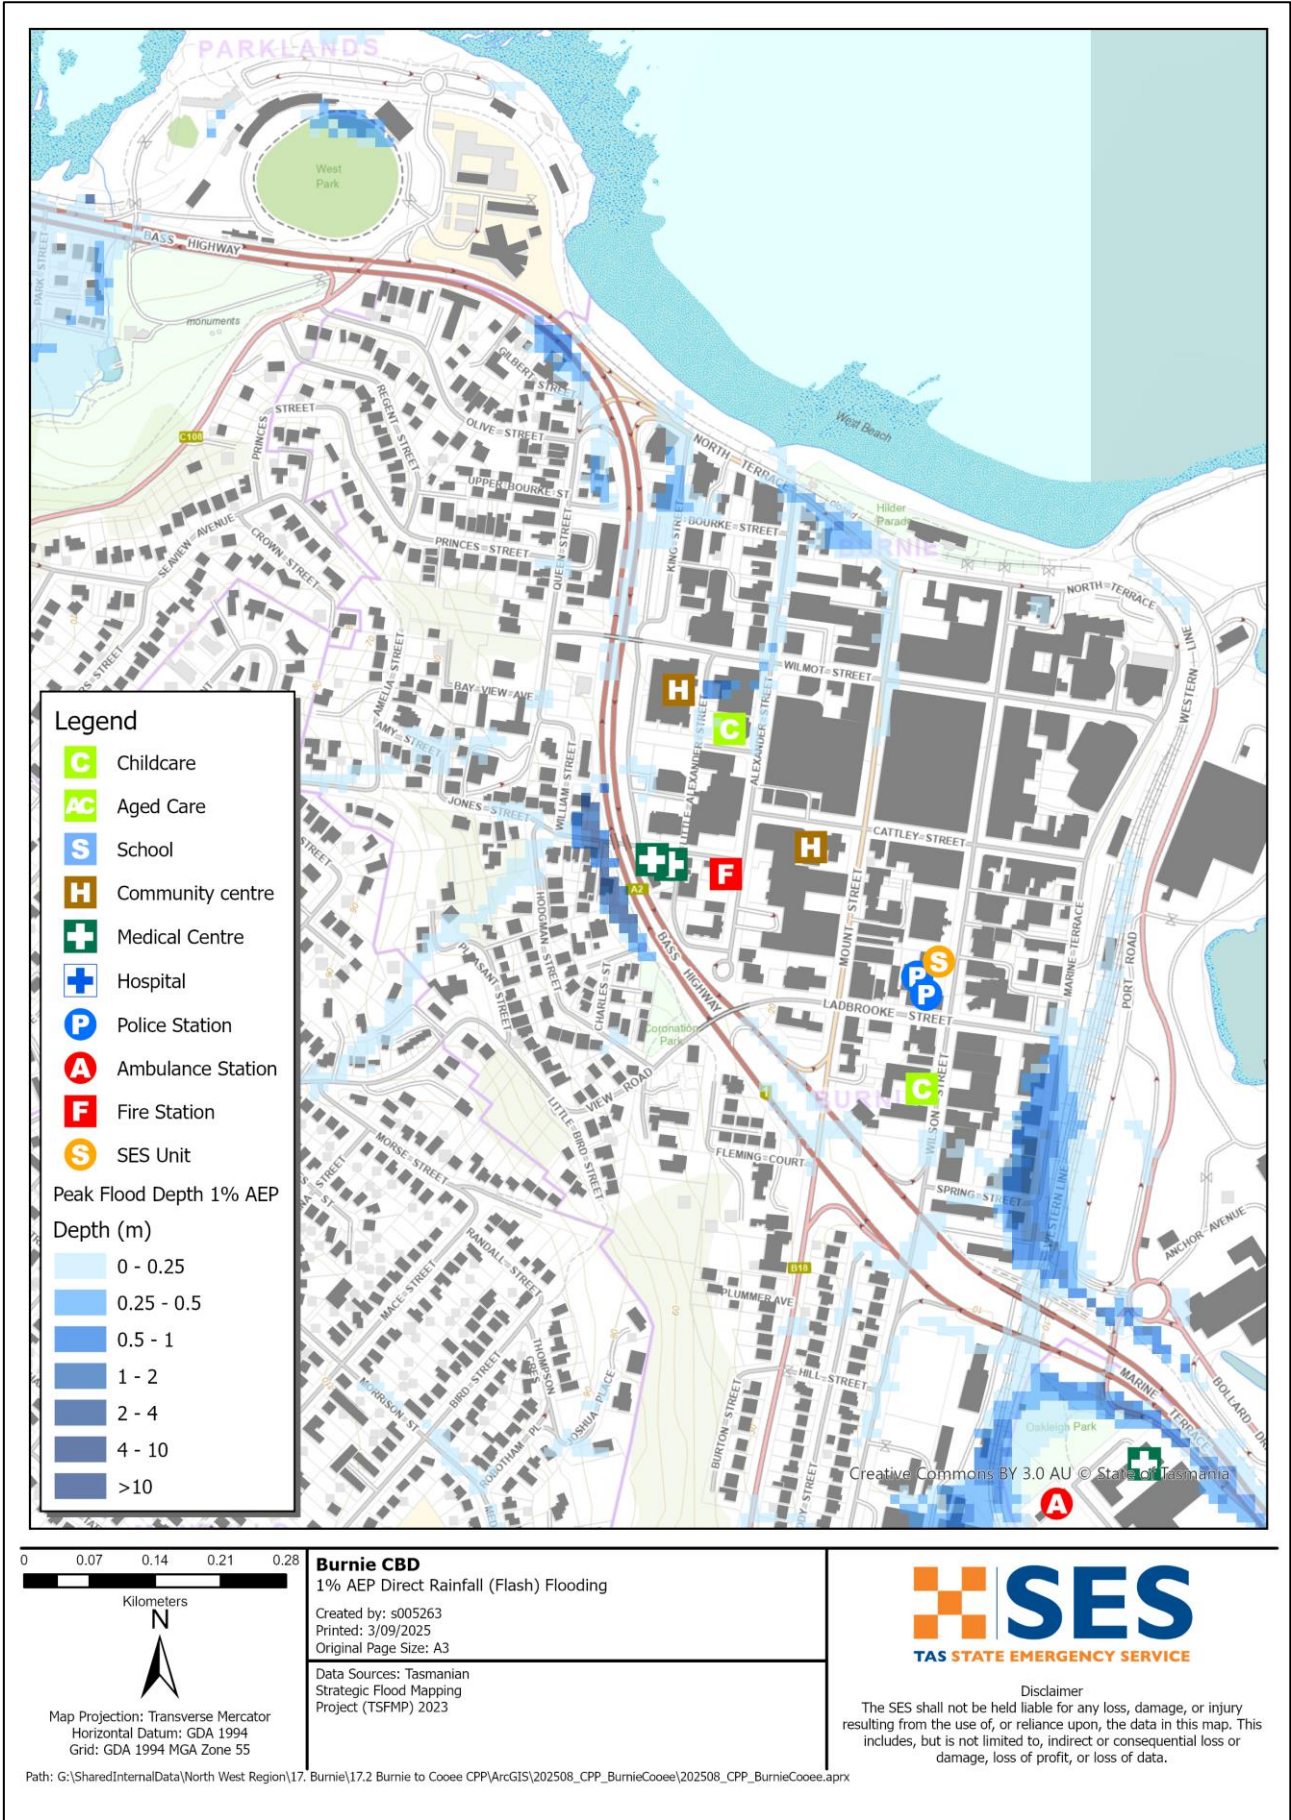 PARKLANDS
West
Park
BASS HIGHWAY
PARK STREET
monuments
GILBERT STREET
REGENT STREET
OLIVE STREET
PRINCES
STREET
C108
UPPER BOURKE ST
PRINCES STREET
QUEEN STREET
SEAVIEW AVENUE
CROWN STREET
NORTH TERRACE
KING STREET
BOURKE STREET
West Beach
Hilder
Parade
BURNIE
NORTH TERRACE
WESTERN LINE
WILMOT STREET
AMELIA STREET
BAY VIEW AVE
AMY STREET
H
C
LITTLE ALEXANDER STREET
ALEXANDER STREET
WILLIAM STREET
JONES STREET
CATTLEY STREET
H
F
A2
HODGMAN STREET
PLEASANT STREET
CHARLES ST
BASS HIGHWAY
MOUNT STREET
MARINE TERRACE
PORT ROAD
S
P
P
LADBROOKE STREET
Coronation
Park
VIEW ROAD
LITTLE BIRD STREET
1
BURNIE
C
WILSON STREET
FLEMING COURT
SPRING STREET
WESTERN LINE
ANCHOR AVENUE
MORSE STREET
RANDALL STREET
MACE STREET
B18
PLUMMER AVE
THOMPSON
CRES
BIRD STREET
JOSHUA PLACE
MORRISON ST
ROBOTHAM PL
BURTON STREET
HILL STREET
MARINE TERRACE
BOLLARD DR
Oakleigh Park
A
Creative Commons BY 3.0 AU © State of Tasmania
Legend
C Childcare
AC Aged Care
S School
H Community centre
Medical Centre
Hospital
P Police Station
A Ambulance Station
F Fire Station
S SES Unit
Peak Flood Depth 1% AEP
Depth (m)
0 - 0.25
0.25 - 0.5
0.5 - 1
1 - 2
2 - 4
4 - 10
>10
0 0.07 0.14 0.21 0.28
Kilometers
N
Map Projection: Transverse Mercator
Horizontal Datum: GDA 1994
Grid: GDA 1994 MGA Zone 55
Burnie CBD
1% AEP Direct Rainfall (Flash) Flooding
Created by: s005263
Printed: 3/09/2025
Original Page Size: A3
Data Sources: Tasmanian
Strategic Flood Mapping
Project (TSFMP) 2023
SES
TAS STATE EMERGENCY SERVICE
Disclaimer
The SES shall not be held liable for any loss, damage, or injury
resulting from the use of, or reliance upon, the data in this map. This
includes, but is not limited to, indirect or consequential loss or
damage, loss of profit, or loss of data.
Path: G:\SharedInternalData\North West Region\17. Burnie\17.2 Burnie to Cooee CPP\ArcGIS\202508_CPP_BurnieCooee\202508_CPP_BurnieCooee.aprx